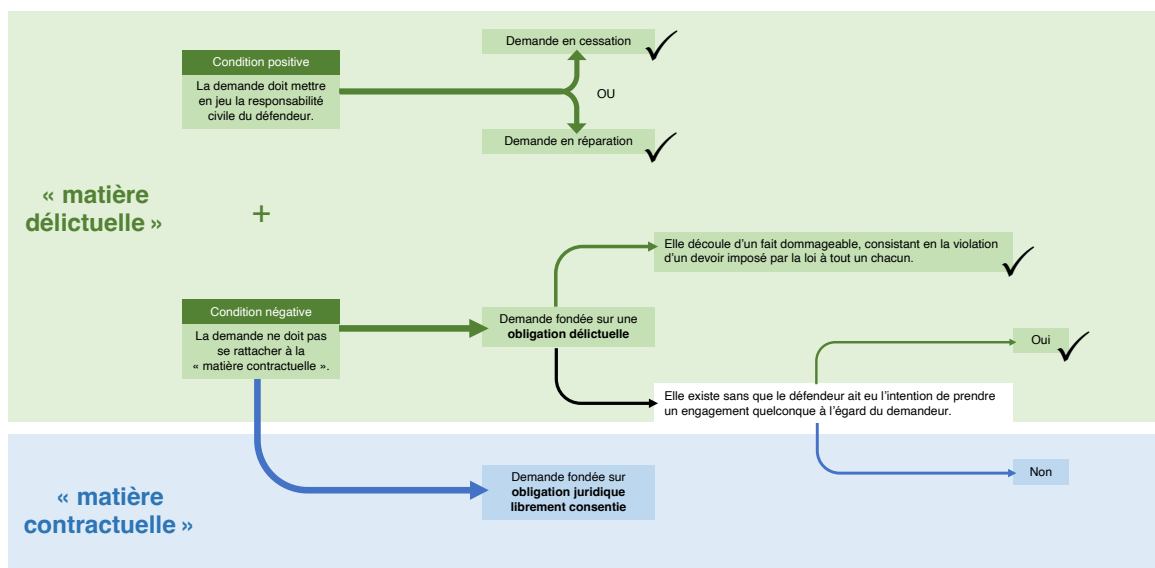 Demande en cessation
Condition positive
La demande doit mettre
en jeu la responsabilité
civile du défendeur.
OU
Demande en réparation
« matière
délictuelle »
+
Elle découle d’un fait dommageable, consistant en la violation
d’un devoir imposé par la loi à tout un chacun.
Condition négative
La demande ne doit pas
se rattacher à la
« matière contractuelle ».
Demande fondée sur une
obligation délictuelle
Oui
Elle existe sans que le défendeur ait eu l’intention de prendre
un engagement quelconque à l’égard du demandeur.
Non
Demande fondée sur
obligation juridique
librement consentie
« matière
contractuelle »